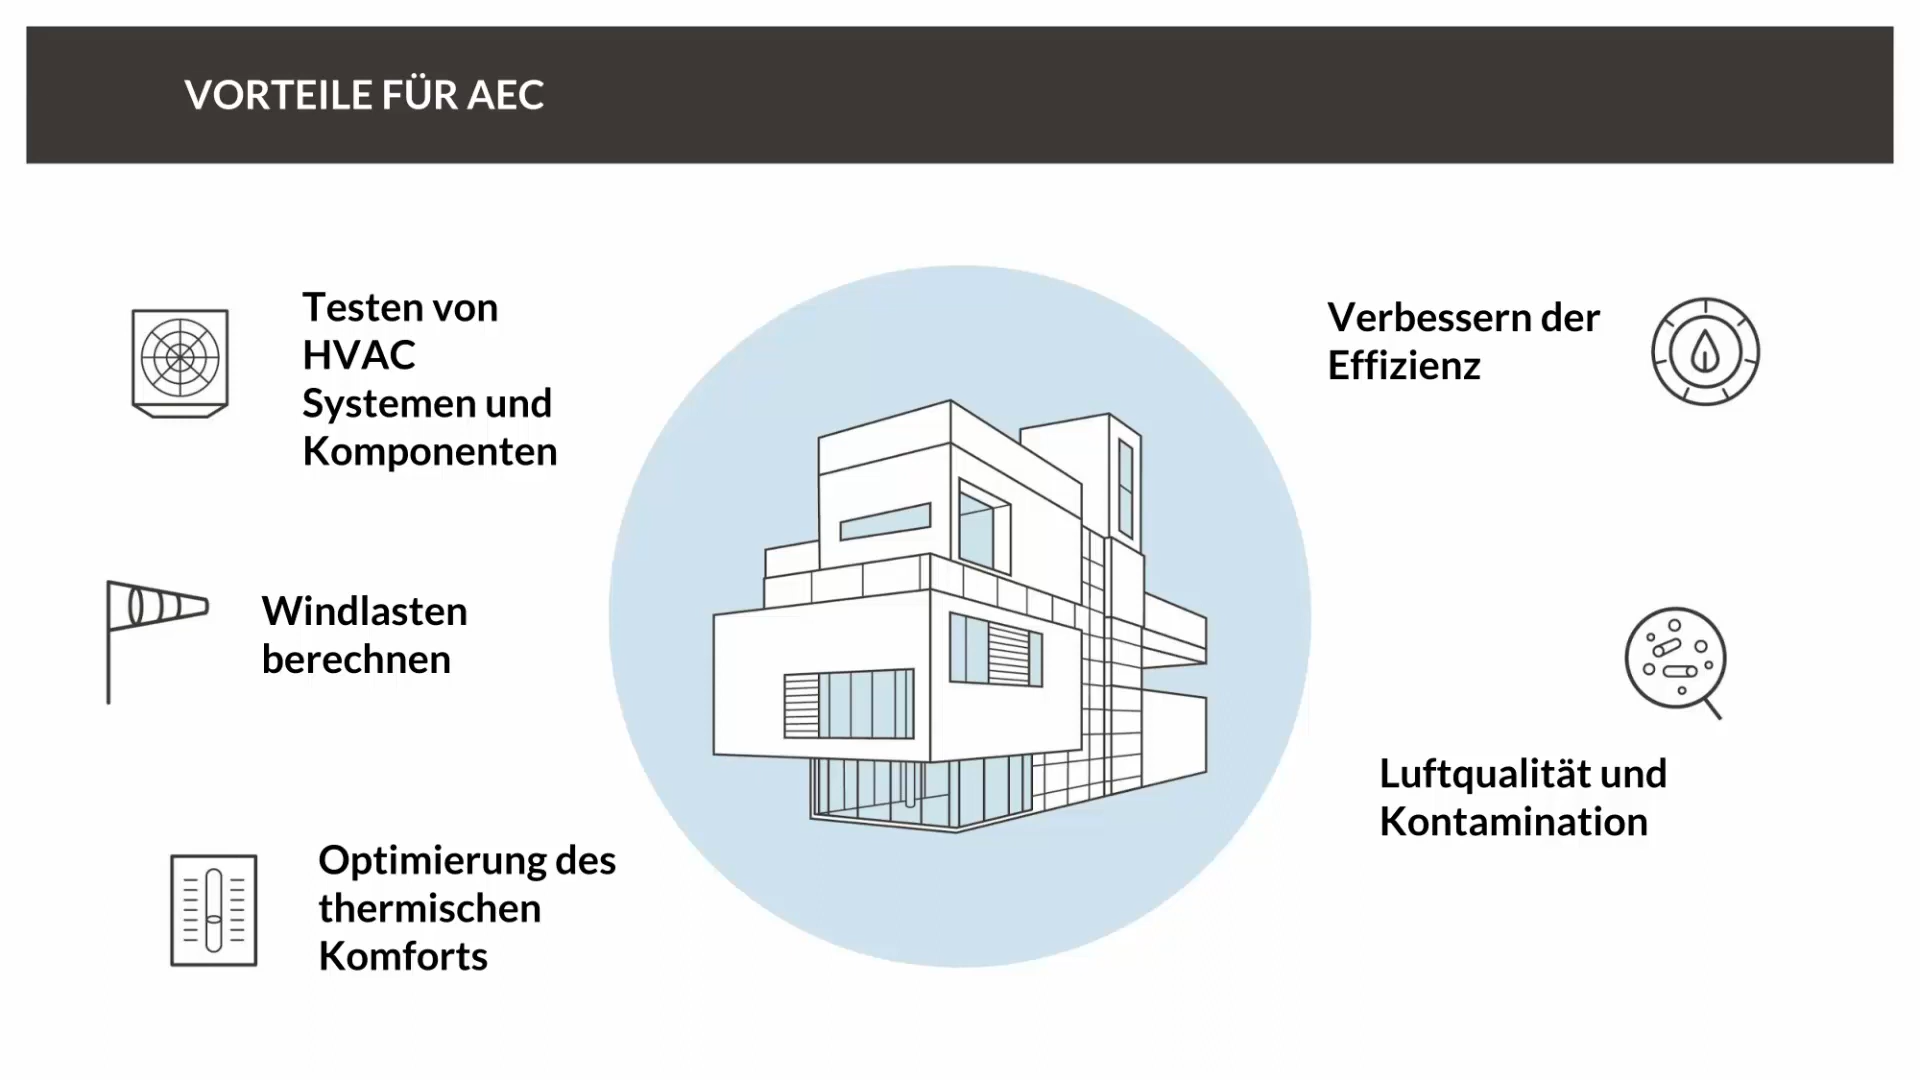 VORTEILE FÜR AEC
Testen von
HVAC
Systemen und
Komponenten
Windlasten
berechnen
Optimierung des
thermischen
Komforts
Verbessern der
Effizienz
Luftqualität und
Kontamination